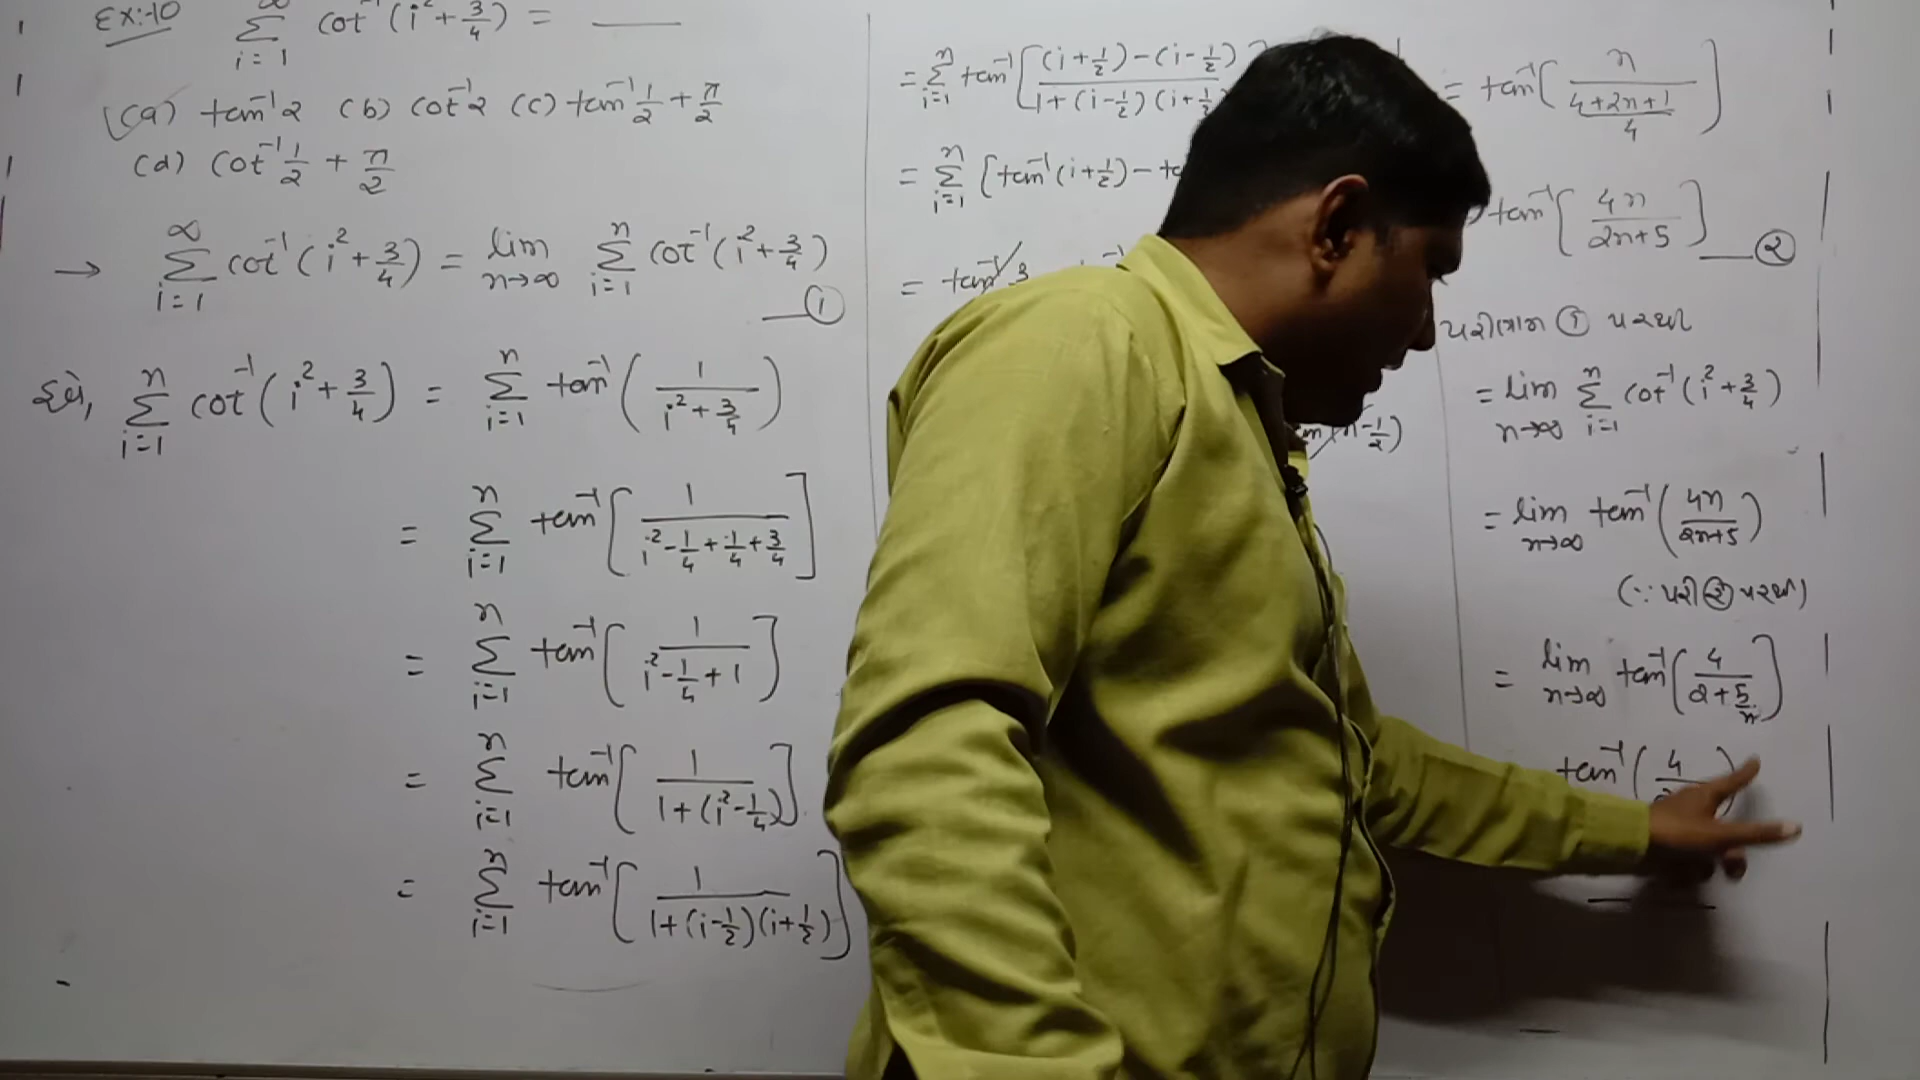 Ex:-10 ∞∑i=1 cot⁻¹(i²+3/4) = ____
(a) tan⁻¹2 (b) cot⁻¹2 (c) tan⁻¹1/2 + π/2
(d) cot⁻¹1/2 + π/2
→ ∞∑i=1 cot⁻¹(i²+3/4) = lim n→∞ n∑i=1 cot⁻¹(i²+3/4) —①
હવે, n∑i=1 cot⁻¹(i²+3/4) = n∑i=1 tan⁻¹(1/(i²+3/4))
= n∑i=1 tan⁻¹[1/(i²-1/4+1/4+3/4)]
= n∑i=1 tan⁻¹[1/(i²-1/4+1)]
= n∑i=1 tan⁻¹[1/(1+(i²-1/4))]
= n∑i=1 tan⁻¹[1/(1+(i-1/2)(i+1/2))]
= n∑i=1 tan⁻¹[(i+1/2)-(i-1/2)/1+(i-1/2)(i+1/2
= n∑i=1 [tan⁻¹(i+1/2)-
= tan⁻¹ 3
n-1/2)
= tan⁻¹[n/((4+2n+1)/4)]
tan⁻¹[4n/(2n+5)] —②
પરીણામ ① પરથી
= lim n→∞ n∑i=1 cot⁻¹(i²+3/4)
= lim n→∞ tan⁻¹(4n/(2n+5))
(∵ પરી ② પરથી)
= lim n→∞ tan⁻¹[4/(2+5/n)]
tan⁻¹(4